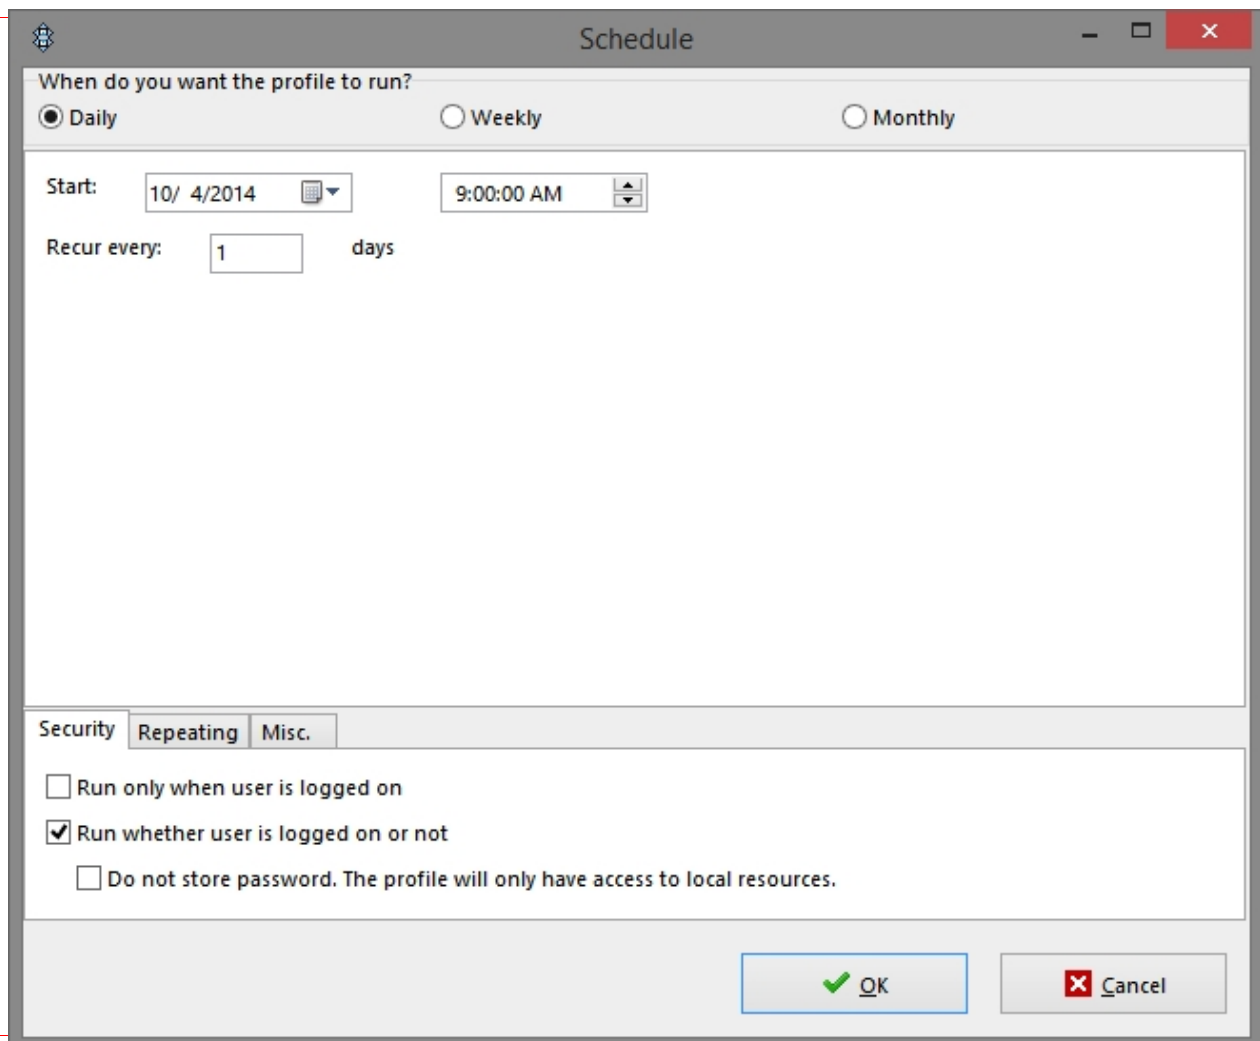 Schedule
When do you want the profile to run?
Daily Weekly Monthly
Start: 10/ 4/2014 9:00:00 AM
Recur every: 1 days
Security Repeating Misc.
Run only when user is logged on
Run whether user is logged on or not
Do not store password. The profile will only have access to local resources.
OK Cancel